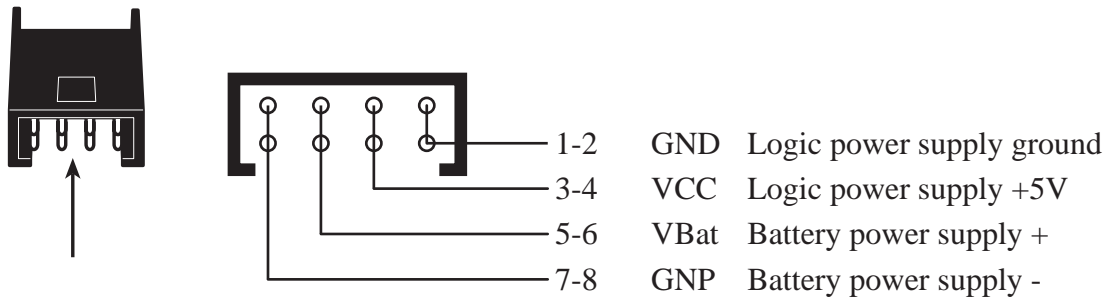 1-2 GND Logic power supply ground
3-4 VCC Logic power supply +5V
5-6 VBat Battery power supply +
7-8 GNP Battery power supply -